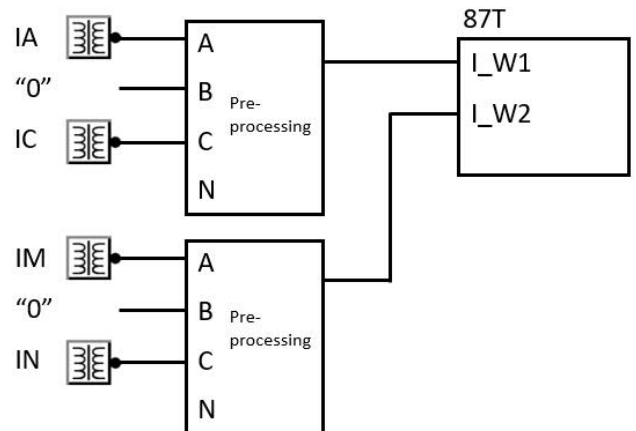 87T
IA
A
I_W1
“0”
B
Pre-
processing
I_W2
IC
C
N
IM
A
“0”
B
Pre-
processing
IN
C
N